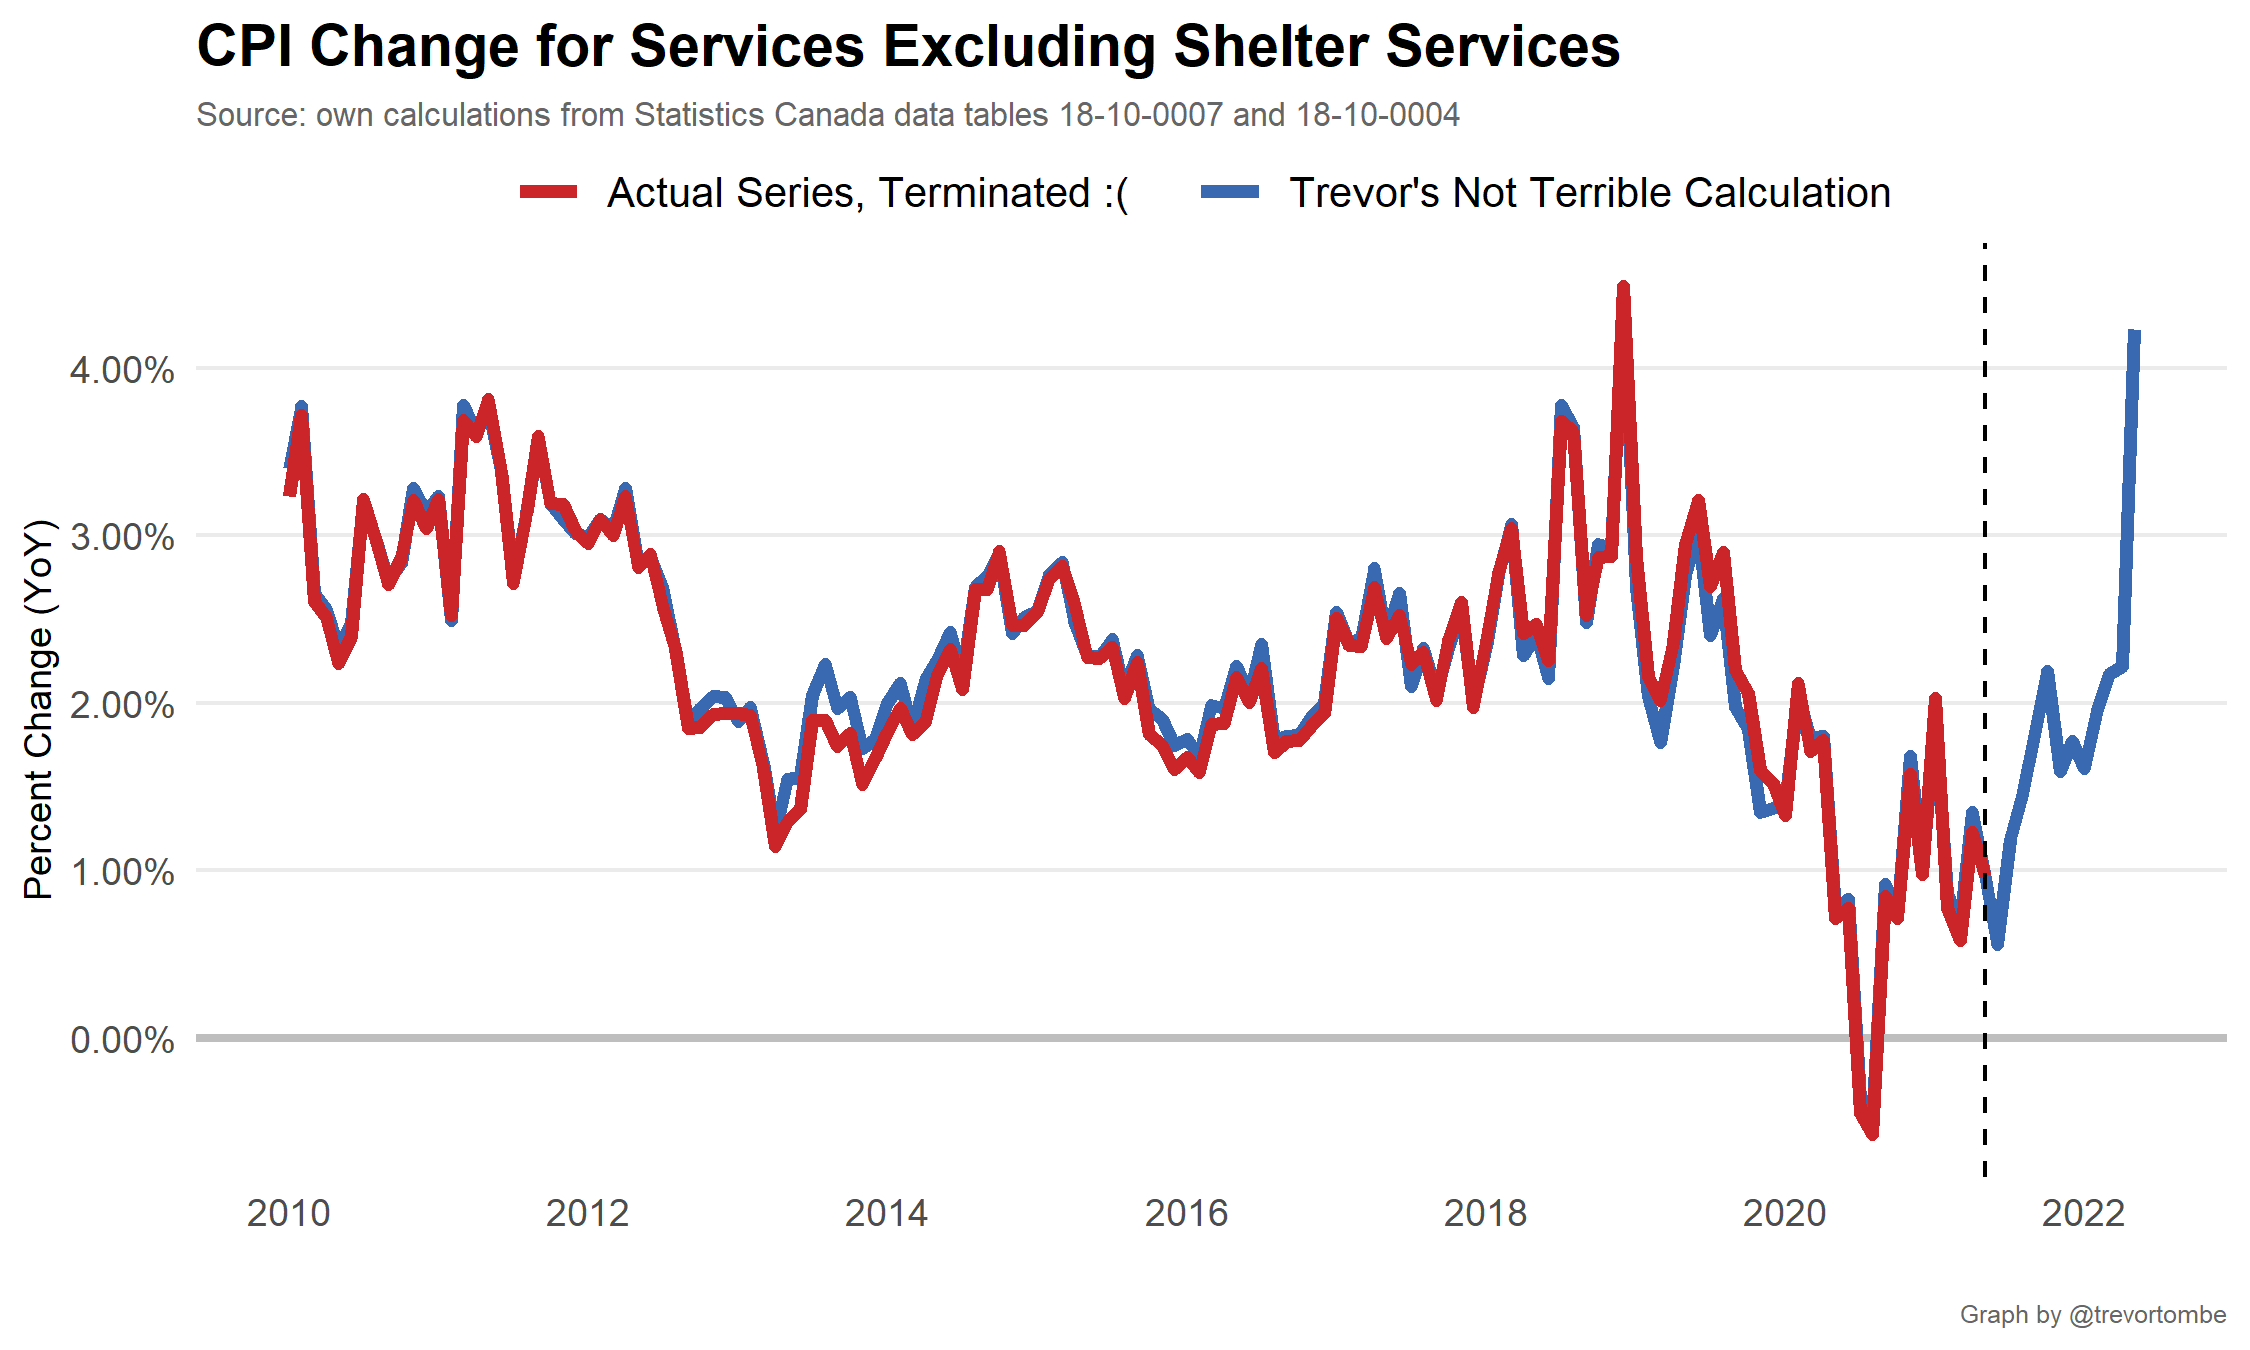 CPI Change for Services Excluding Shelter Services
Source: own calculations from Statistics Canada data tables 18-10-0007 and 18-10-0004
Actual Series, Terminated :( Trevor's Not Terrible Calculation
Percent Change (YoY)
4.00%
3.00%
2.00%
1.00%
0.00%
2010 2012 2014 2016 2018 2020 2022
Graph by @trevortombe